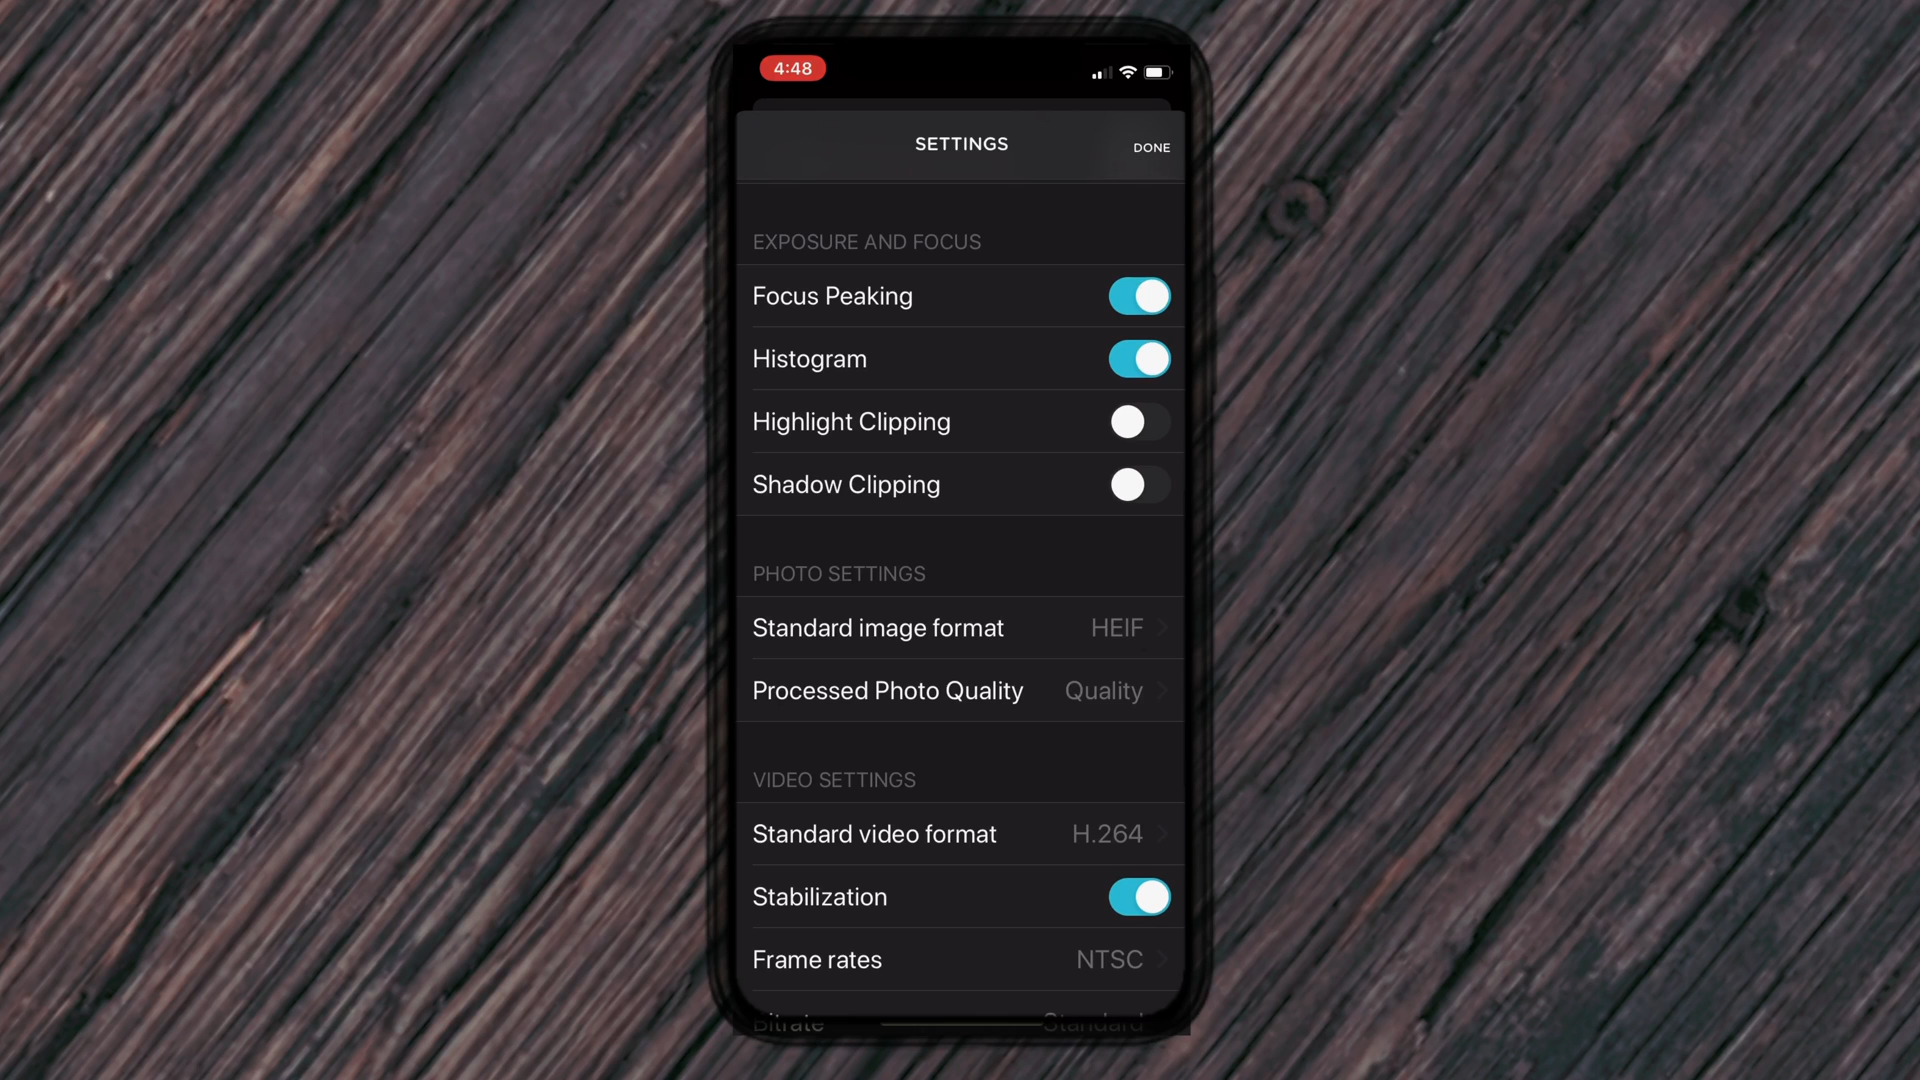 4:48
SETTINGS
DONE
EXPOSURE AND FOCUS
Focus Peaking
Histogram
Highlight Clipping
Shadow Clipping
PHOTO SETTINGS
Standard image format HEIF
Processed Photo Quality Quality
VIDEO SETTINGS
Standard video format H.264
Stabilization
Frame rates NTSC
Bitrate Standard